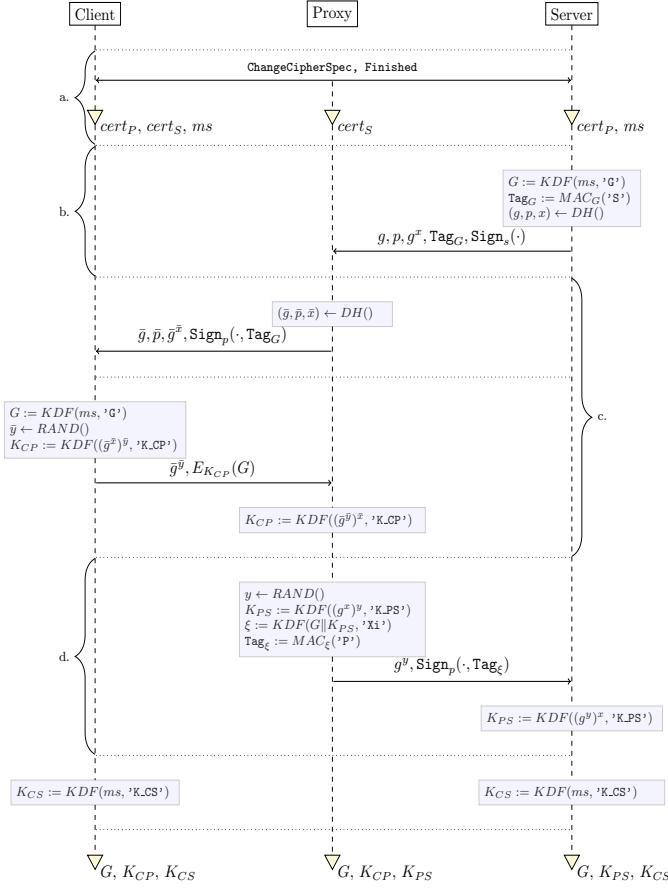 Client Proxy Server
ChangeCipherSpec, Finished
a.
cert_P, cert_S, ms cert_S cert_P, ms
G := KDF(ms, 'G')
Tag_G := MAC_G('S')
(g, p, x) ← DH()
b.
g, p, g^x, Tag_G, Sign_s(·)
(ḡ, p̄, x̄) ← DH()
ḡ, p̄, ḡ^x̄, Sign_p(·, Tag_G)
c.
G := KDF(ms, 'G')
ȳ ← RAND()
K_CP := KDF((ḡ^x̄)^ȳ, 'K_CP')
ḡ^ȳ, E_{K_CP}(G)
K_CP := KDF((ḡ^ȳ)^x̄, 'K_CP')
y ← RAND()
K_PS := KDF((g^x)^y, 'K_PS')
ξ := KDF(G‖K_PS, 'Xi')
Tag_ξ := MAC_ξ('P')
d.
g^y, Sign_p(·, Tag_ξ)
K_PS := KDF((g^y)^x, 'K_PS')
K_CS := KDF(ms, 'K_CS') K_CS := KDF(ms, 'K_CS')
G, K_CP, K_CS G, K_CP, K_PS G, K_PS, K_CS